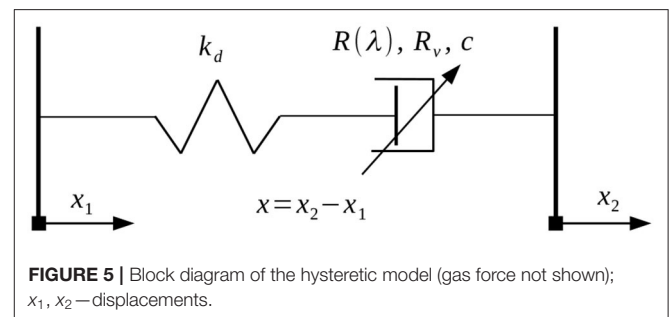 k_d
R(λ), R_v, c
x_1
x=x_2−x_1
x_2
FIGURE 5 | Block diagram of the hysteretic model (gas force not shown);
x_1, x_2—displacements.